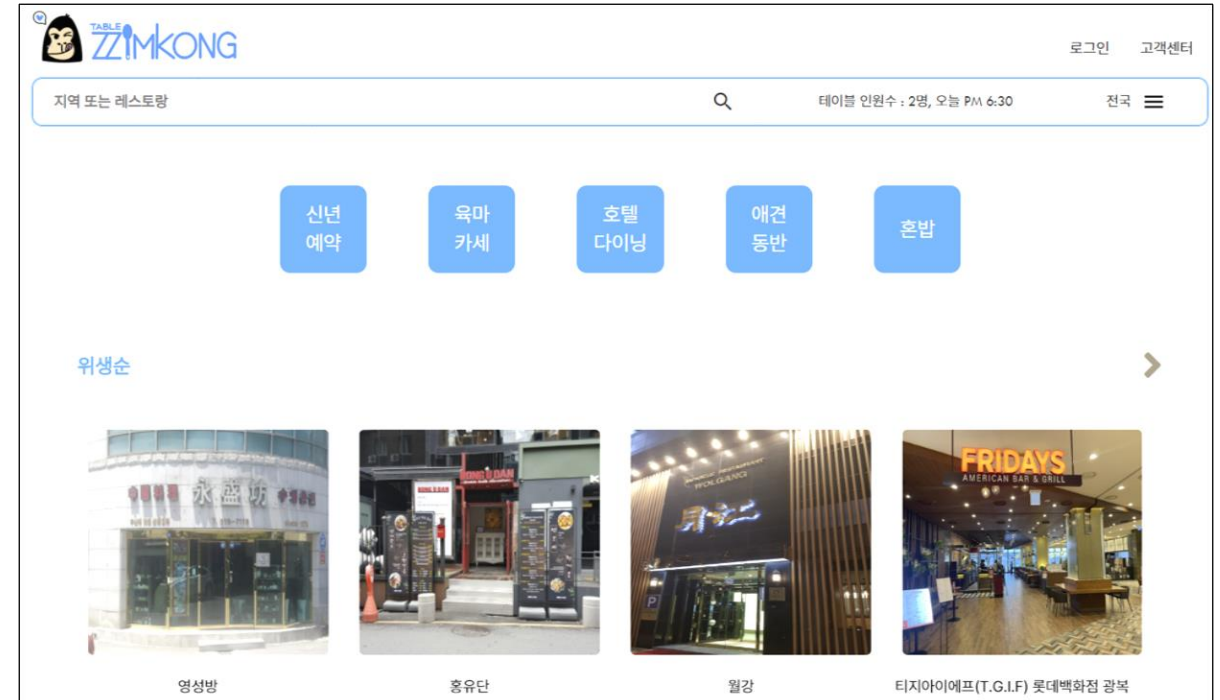 TABLE
ZZIMKONG
로그인 고객센터
지역 또는 레스토랑 테이블 인원수 : 2명, 오늘 PM 6:30 전국
신년
예약
육마
카세
호텔
다이닝
애견
동반
혼밥
위생순
永盛坊
HONG U DAN
WOLGANG
FRIDAYS
AMERICAN BAR & GRILL
영성방 홍유단 월강 티지아이에프(T.G.I.F) 롯데백화점 광복